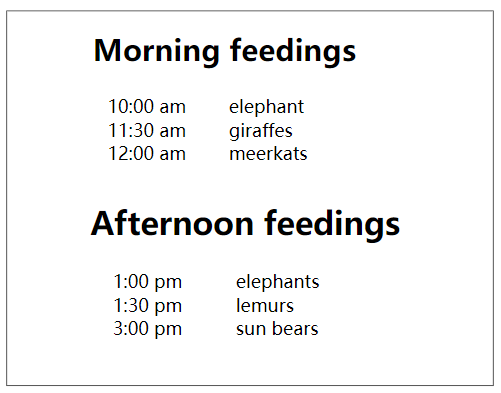 Morning feedings
10:00 am elephant
11:30 am giraffes
12:00 am meerkats
Afternoon feedings
1:00 pm elephants
1:30 pm lemurs
3:00 pm sun bears